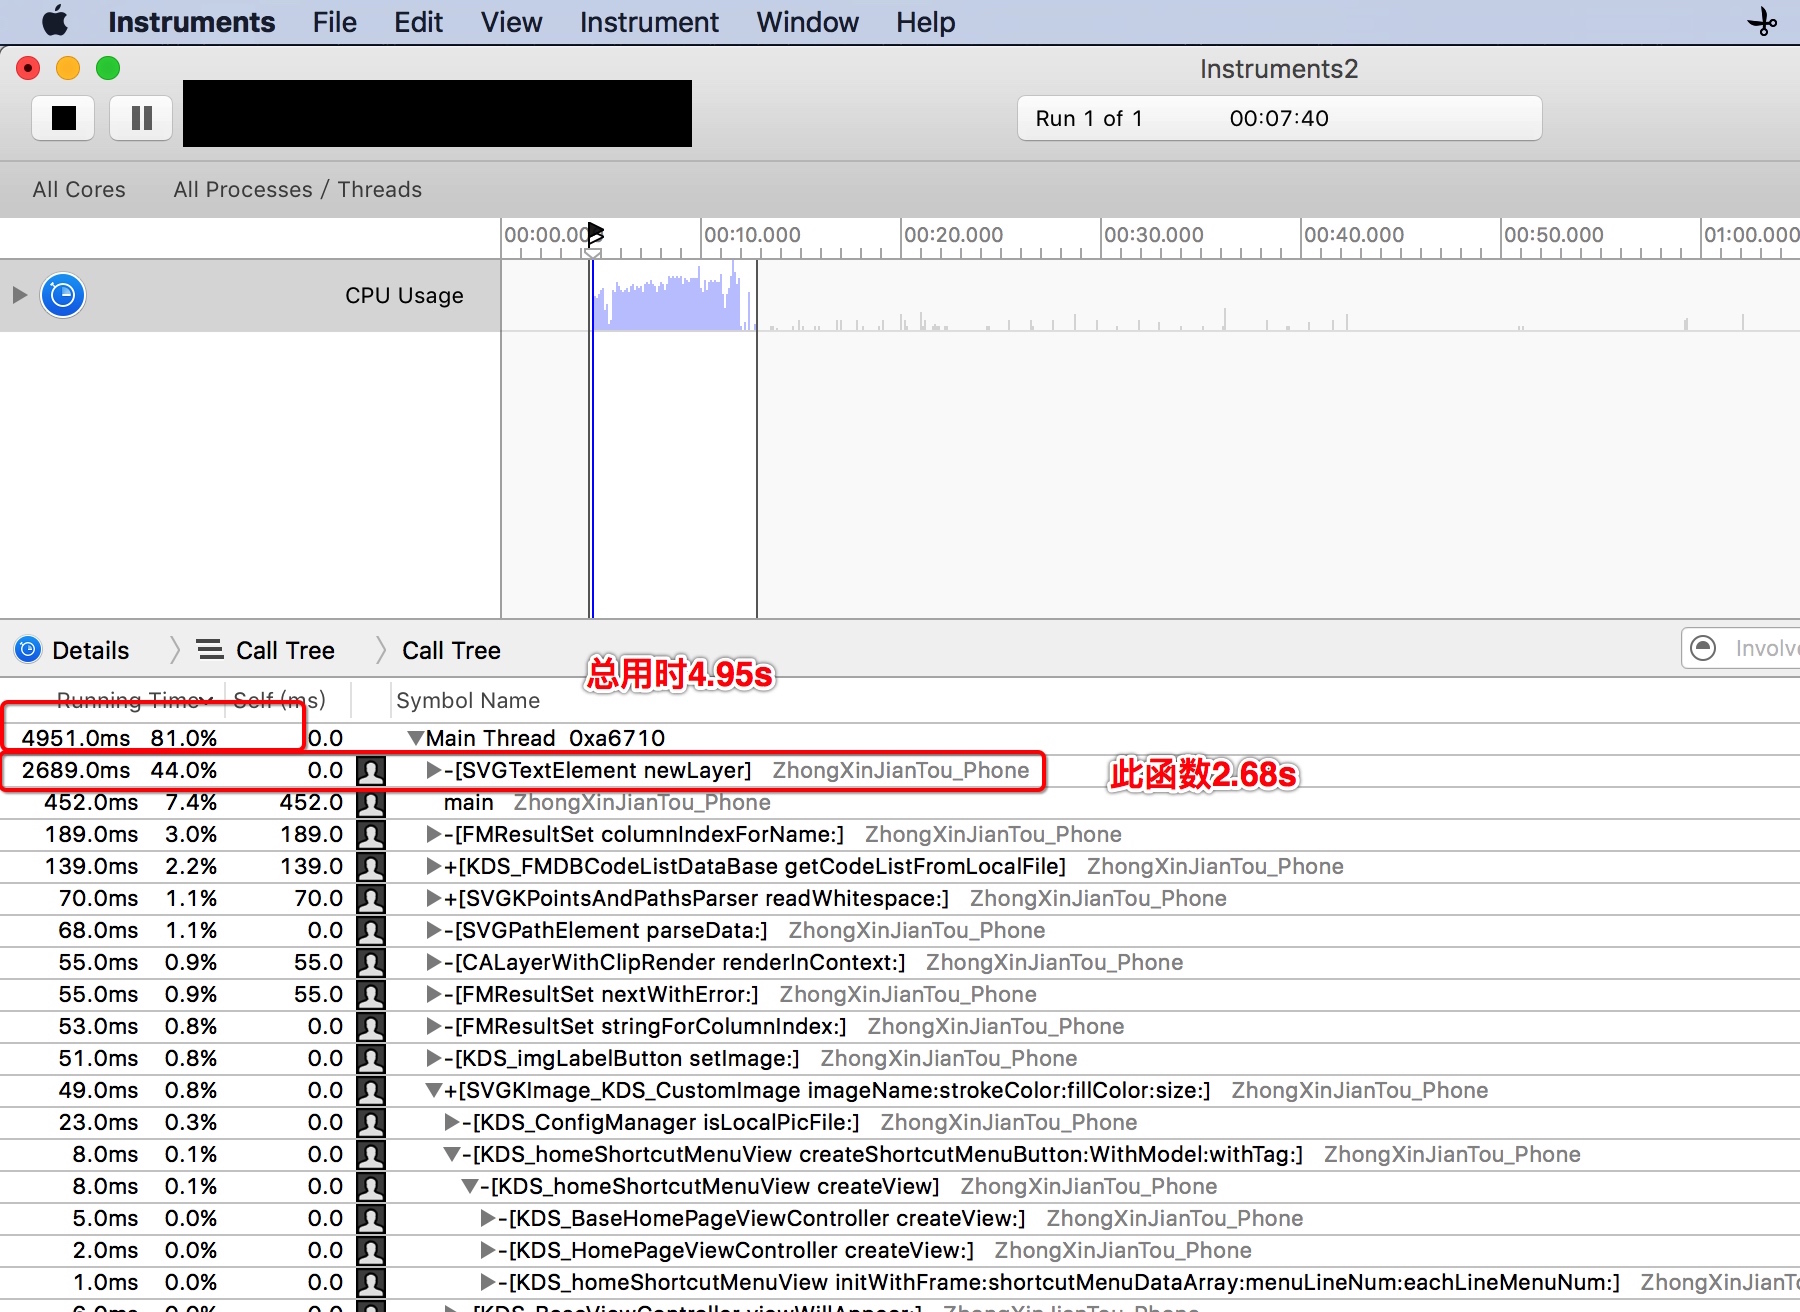 Instruments File Edit View Instrument Window Help
Instruments2
Run 1 of 1 00:07:40
All Cores All Processes / Threads
00:00.00 00:10.000 00:20.000 00:30.000 00:40.000 00:50.000 01:00.000
CPU Usage
Details Call Tree Call Tree
总用时4.95s
Running Time Self (ms) Symbol Name
4951.0ms 81.0% 0.0 Main Thread 0xa6710
2689.0ms 44.0% 0.0 -[SVGTextElement newLayer] ZhongXinJianTou_Phone
此函数2.68s
452.0ms 7.4% 452.0 main ZhongXinJianTou_Phone
189.0ms 3.0% 189.0 -[FMResultSet columnIndexForName:] ZhongXinJianTou_Phone
139.0ms 2.2% 139.0 +[KDS_FMDBCodeListDataBase getCodeListFromLocalFile] ZhongXinJianTou_Phone
70.0ms 1.1% 70.0 +[SVGKPointsAndPathsParser readWhitespace:] ZhongXinJianTou_Phone
68.0ms 1.1% 0.0 -[SVGPathElement parseData:] ZhongXinJianTou_Phone
55.0ms 0.9% 55.0 -[CALayerWithClipRender renderInContext:] ZhongXinJianTou_Phone
55.0ms 0.9% 55.0 -[FMResultSet nextWithError:] ZhongXinJianTou_Phone
53.0ms 0.8% 0.0 -[FMResultSet stringForColumnIndex:] ZhongXinJianTou_Phone
51.0ms 0.8% 0.0 -[KDS_imgLabelButton setImage:] ZhongXinJianTou_Phone
49.0ms 0.8% 0.0 +[SVGKImage_KDS_CustomImage imageName:strokeColor:fillColor:size:] ZhongXinJianTou_Phone
23.0ms 0.3% 0.0 -[KDS_ConfigManager isLocalPicFile:] ZhongXinJianTou_Phone
8.0ms 0.1% 0.0 -[KDS_homeShortcutMenuView createShortcutMenuButton:WithModel:withTag:] ZhongXinJianTou_Phone
8.0ms 0.1% 0.0 -[KDS_homeShortcutMenuView createView] ZhongXinJianTou_Phone
5.0ms 0.0% 0.0 -[KDS_BaseHomePageViewController createView:] ZhongXinJianTou_Phone
2.0ms 0.0% 0.0 -[KDS_HomePageViewController createView:] ZhongXinJianTou_Phone
1.0ms 0.0% 0.0 -[KDS_homeShortcutMenuView initWithFrame:shortcutMenuDataArray:menuLineNum:eachLineMenuNum:] ZhongXinJianTo